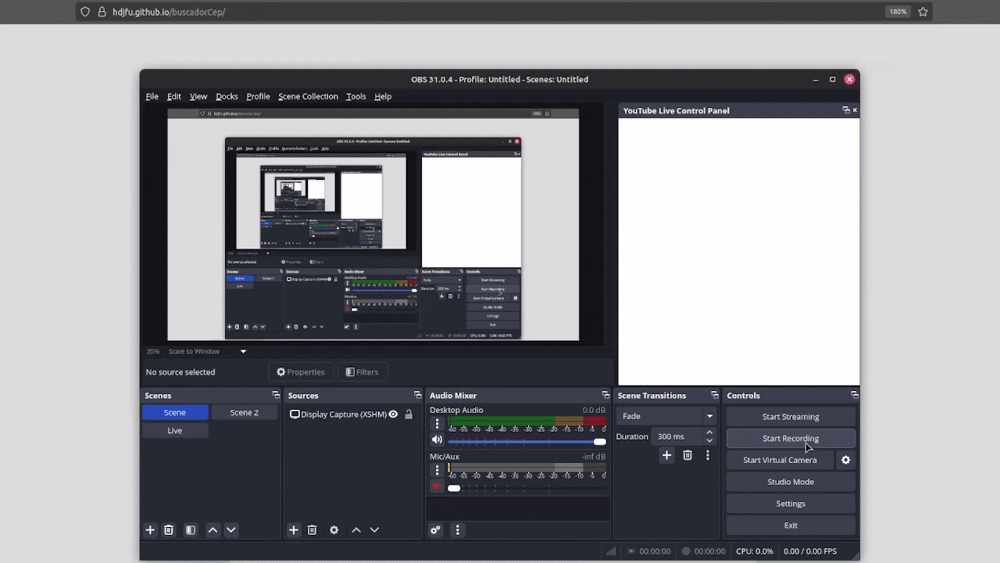 hdjfu.github.io/buscadorCep/
180%
OBS 31.0.4 - Profile: Untitled - Scenes: Untitled
File Edit View Docks Profile Scene Collection Tools Help
YouTube Live Control Panel
35% Scale to Window
No source selected
Properties
Filters
Scenes
Scene
Scene 2
Live
Sources
Display Capture (XSHM)
Audio Mixer
Desktop Audio 0.0 dB
-60 -55 -50 -45 -40 -35 -30 -25 -20 -15 -10 -5 0
Mic/Aux -inf dB
-60 -55 -50 -45 -40 -35 -30 -25 -20 -15 -10 -5 0
Scene Transitions
Fade
Duration 300 ms
Controls
Start Streaming
Start Recording
Start Virtual Camera
Studio Mode
Settings
Exit
00:00:00
00:00:00
CPU: 0.0%
0.00 / 0.00 FPS